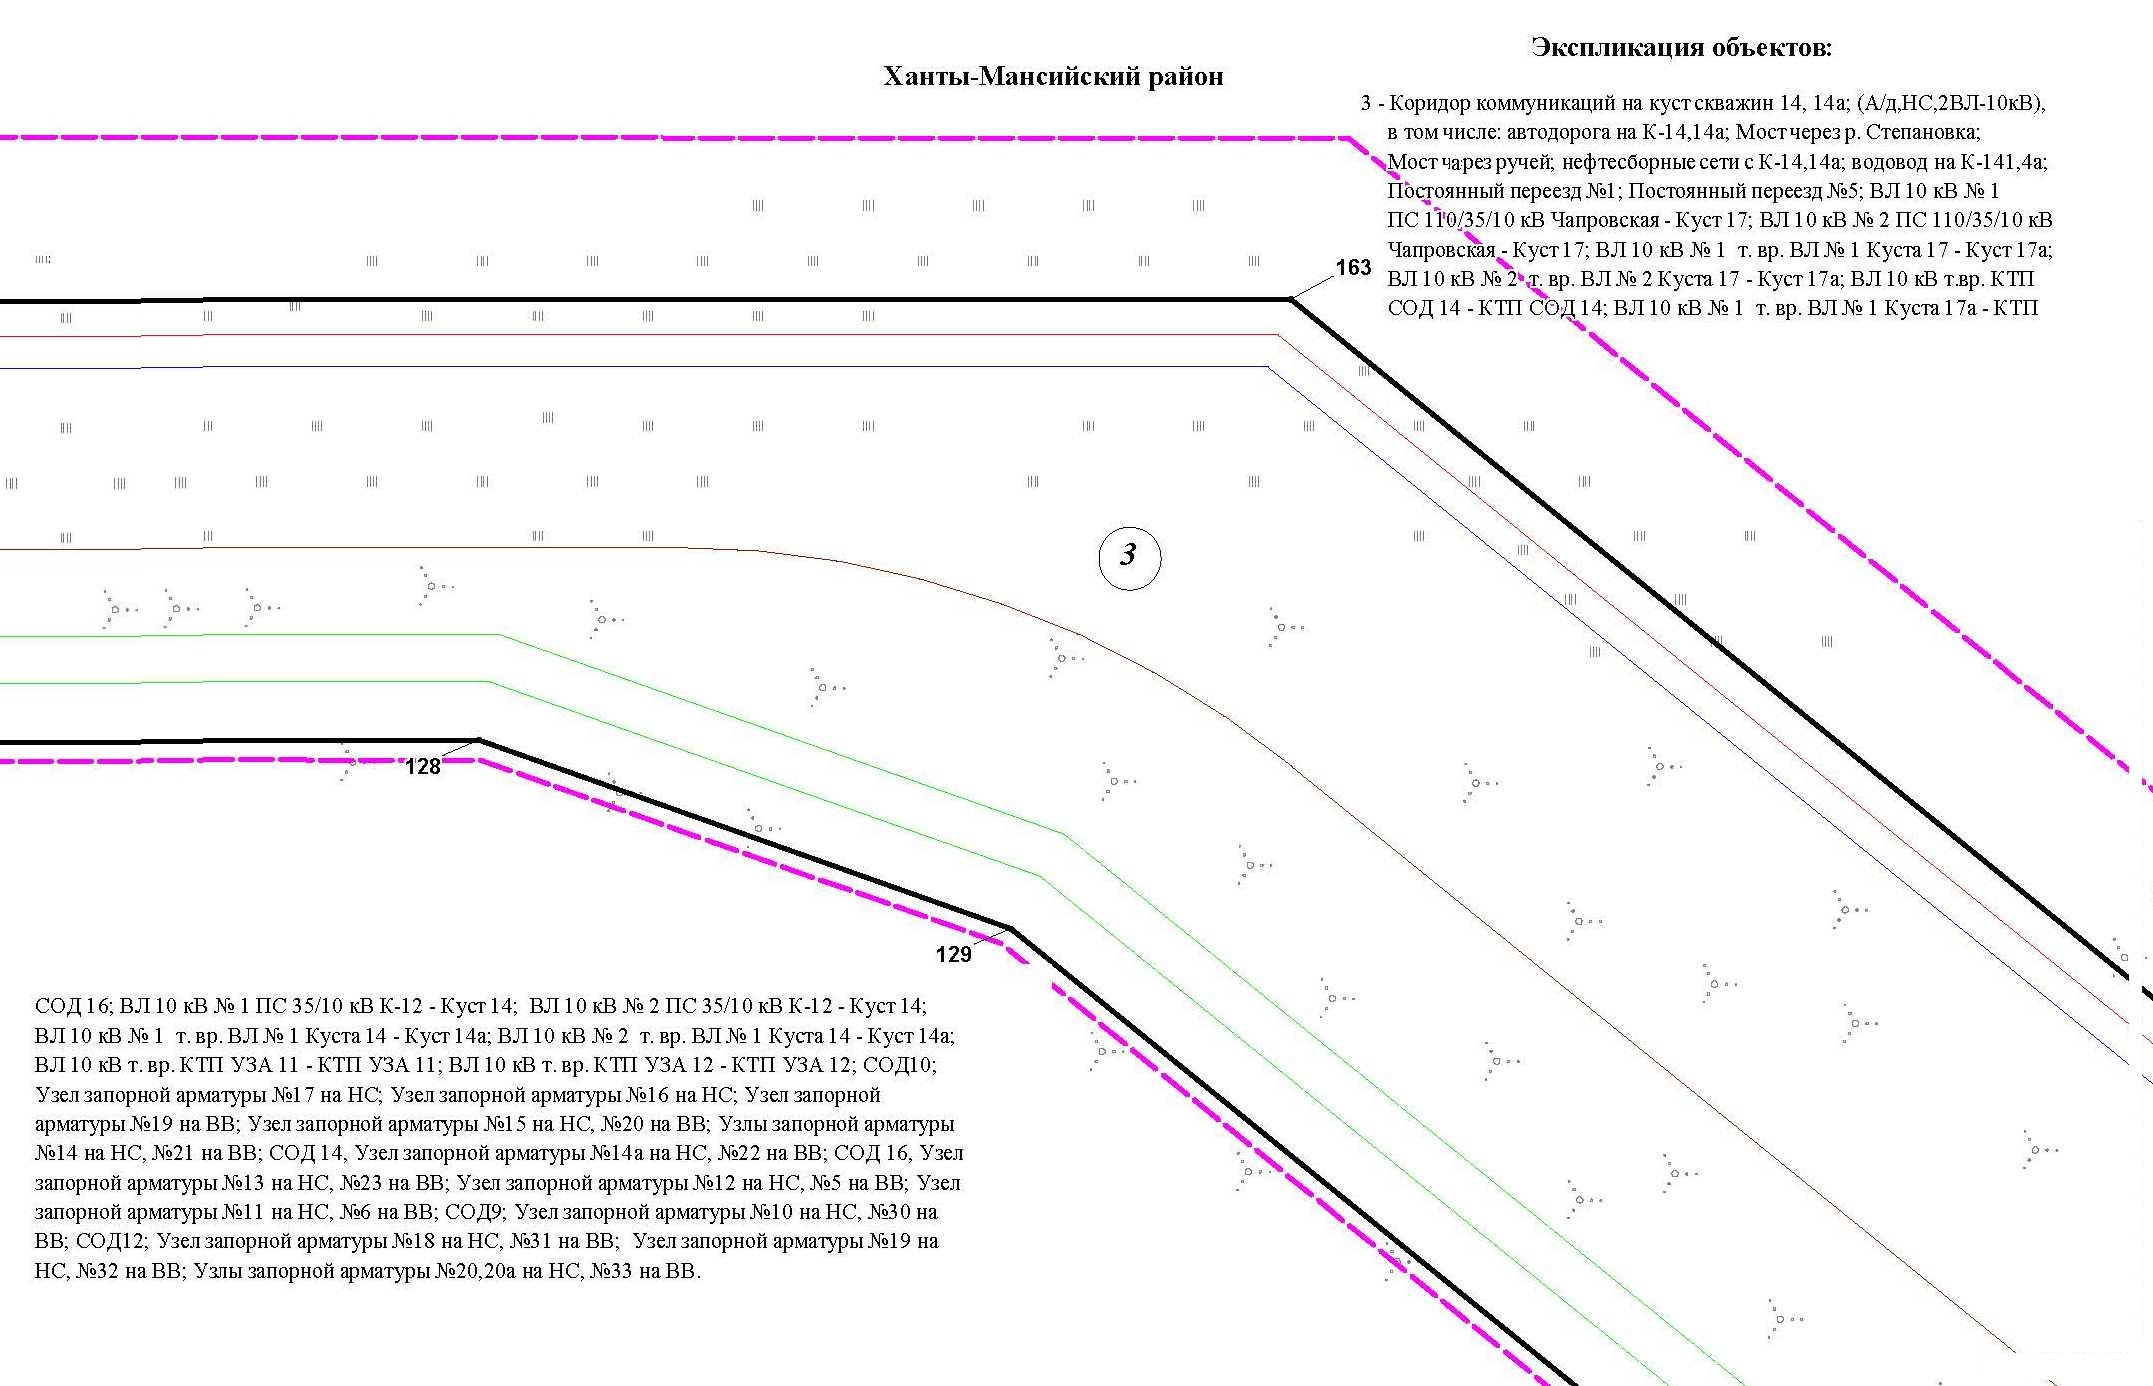 Экспликация объектов:
Ханты-Мансийский район
3 - Коридор коммуникаций на куст скважин 14, 14а; (А/д,НС,2ВЛ-10кВ),
в том числе: автодорога на К-14,14а; Мост через р. Степановка;
Мост через ручей; нефтесборные сети с К-14,14а; водовод на К-141,4а;
Постоянный переезд №1; Постоянный переезд №5; ВЛ 10 кВ № 1
ПС 110/35/10 кВ Чапровская - Куст 17; ВЛ 10 кВ № 2 ПС 110/35/10 кВ
Чапровская - Куст 17; ВЛ 10 кВ № 1 т. вр. ВЛ № 1 Куста 17 - Куст 17а;
ВЛ 10 кВ № 2 т. вр. ВЛ № 2 Куста 17 - Куст 17а; ВЛ 10 кВ т.вр. КТП
СОД 14 - КТП СОД 14; ВЛ 10 кВ № 1 т. вр. ВЛ № 1 Куста 17а - КТП
163
3
128
129
СОД 16; ВЛ 10 кВ № 1 ПС 35/10 кВ К-12 - Куст 14; ВЛ 10 кВ № 2 ПС 35/10 кВ К-12 - Куст 14;
ВЛ 10 кВ № 1 т. вр. ВЛ № 1 Куста 14 - Куст 14а; ВЛ 10 кВ № 2 т. вр. ВЛ № 1 Куста 14 - Куст 14а;
ВЛ 10 кВ т. вр. КТП УЗА 11 - КТП УЗА 11; ВЛ 10 кВ т. вр. КТП УЗА 12 - КТП УЗА 12; СОД10;
Узел запорной арматуры №17 на НС; Узел запорной арматуры №16 на НС; Узел запорной
арматуры №19 на ВВ; Узел запорной арматуры №15 на НС, №20 на ВВ; Узлы запорной арматуры
№14 на НС, №21 на ВВ; СОД 14, Узел запорной арматуры №14а на НС, №22 на ВВ; СОД 16, Узел
запорной арматуры №13 на НС, №23 на ВВ; Узел запорной арматуры №12 на НС, №5 на ВВ; Узел
запорной арматуры №11 на НС, №6 на ВВ; СОД9; Узел запорной арматуры №10 на НС, №30 на
ВВ; СОД12; Узел запорной арматуры №18 на НС, №31 на ВВ; Узел запорной арматуры №19 на
НС, №32 на ВВ; Узлы запорной арматуры №20,20а на НС, №33 на ВВ.